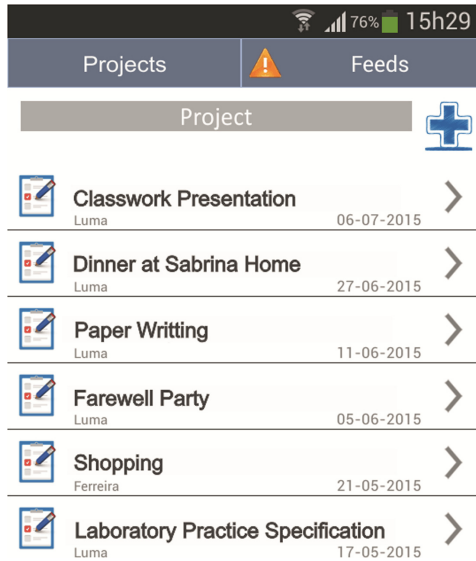 76% 15h29
Projects Feeds
Project
Classwork Presentation
Luma 06-07-2015
Dinner at Sabrina Home
Luma 27-06-2015
Paper Writting
Luma 11-06-2015
Farewell Party
Luma 05-06-2015
Shopping
Ferreira 21-05-2015
Laboratory Practice Specification
Luma 17-05-2015